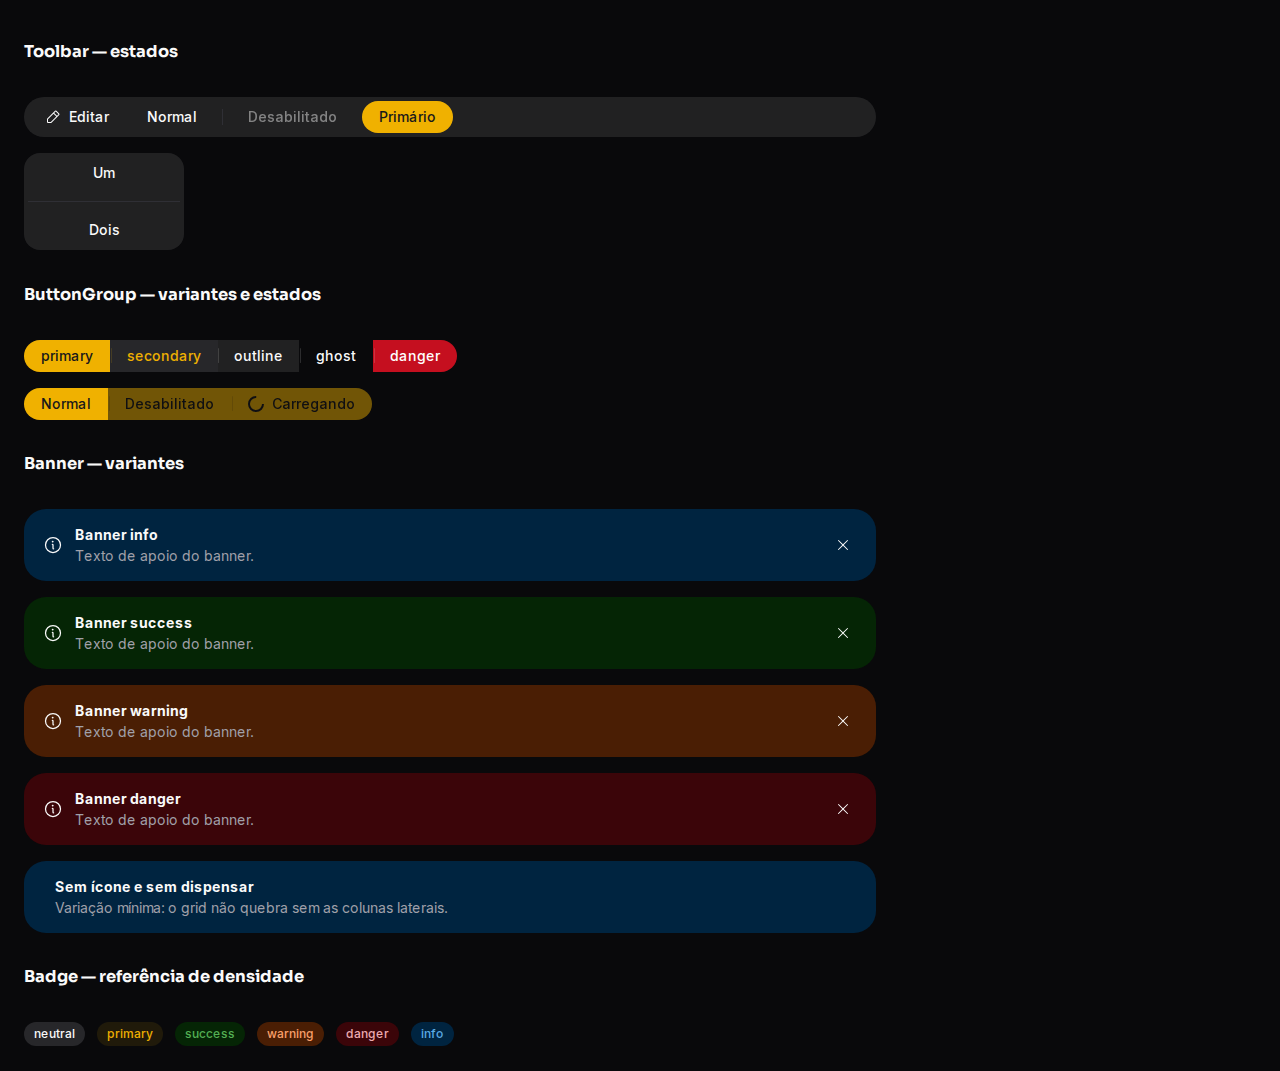 Toolbar — estados
Editar Normal Desabilitado Primário
Um
Dois
ButtonGroup — variantes e estados
primary secondary outline ghost danger
Normal Desabilitado Carregando
Banner — variantes
Banner info
Texto de apoio do banner.
Banner success
Texto de apoio do banner.
Banner warning
Texto de apoio do banner.
Banner danger
Texto de apoio do banner.
Sem ícone e sem dispensar
Variação mínima: o grid não quebra sem as colunas laterais.
Badge — referência de densidade
neutral primary success warning danger info